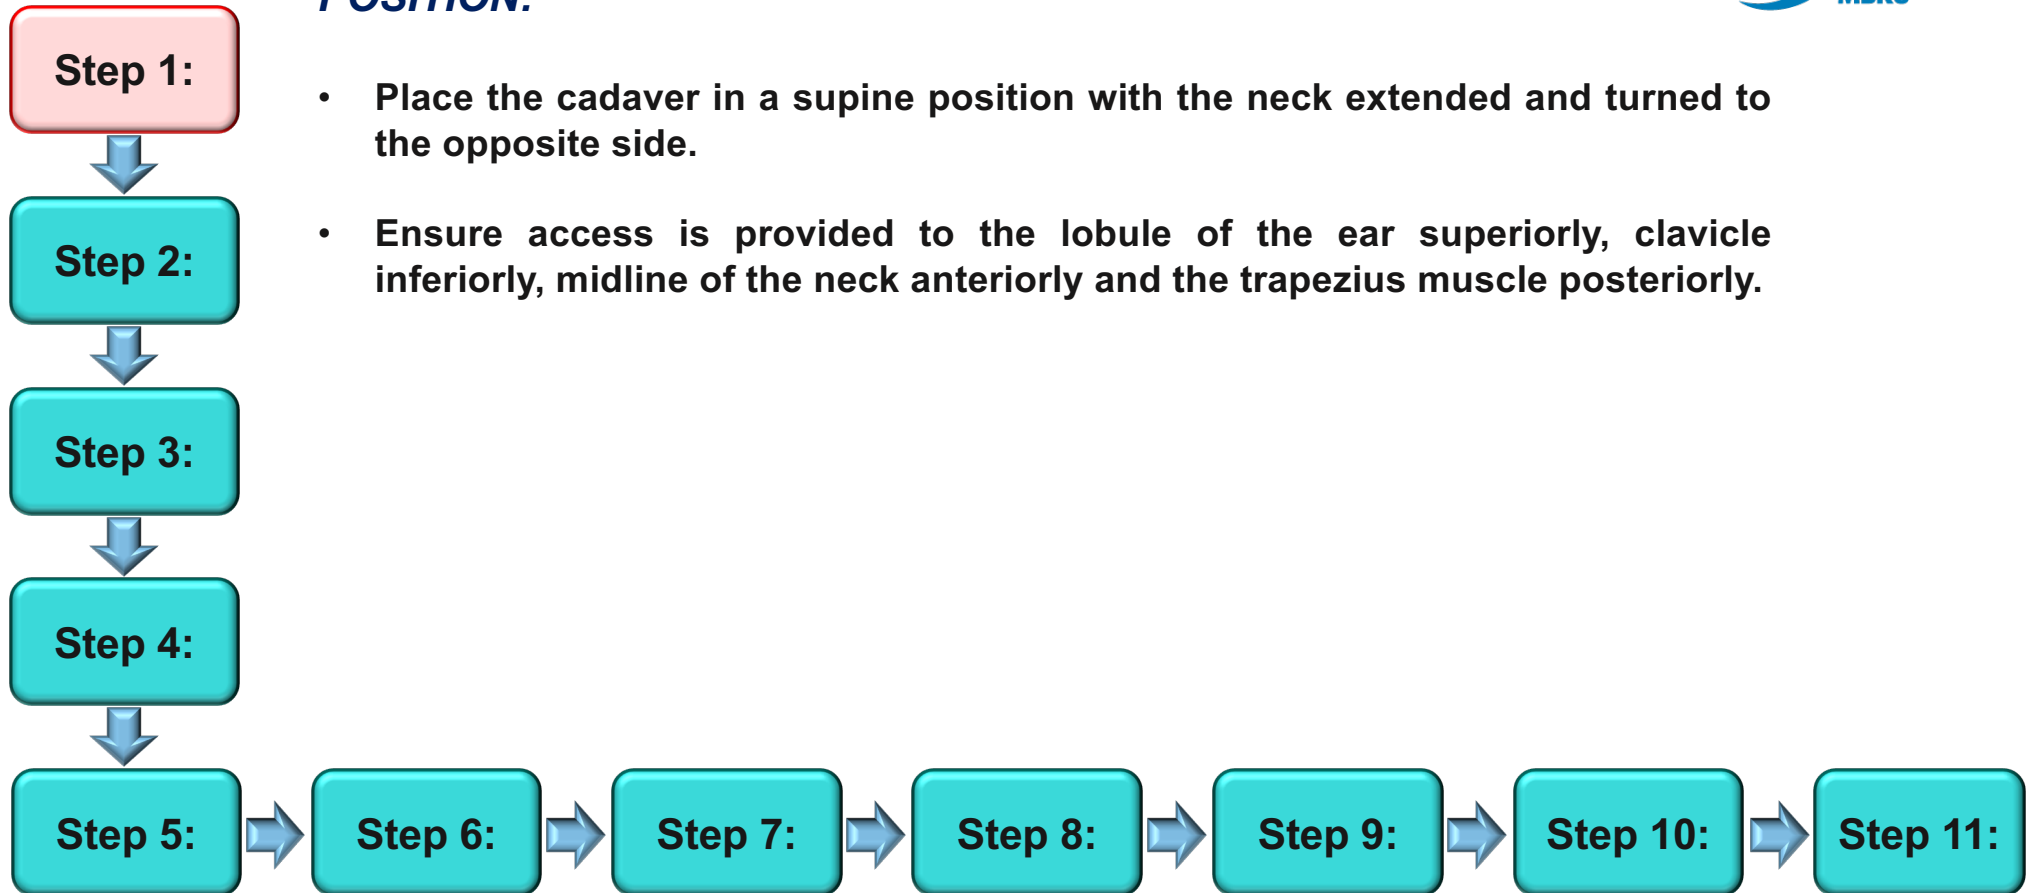 POSITION:
MBRU
Step 1:
• Place the cadaver in a supine position with the neck extended and turned to
the opposite side.
Step 2:
• Ensure access is provided to the lobule of the ear superiorly, clavicle
inferiorly, midline of the neck anteriorly and the trapezius muscle posteriorly.
Step 3:
Step 4:
Step 5:
Step 6:
Step 7:
Step 8:
Step 9:
Step 10:
Step 11: